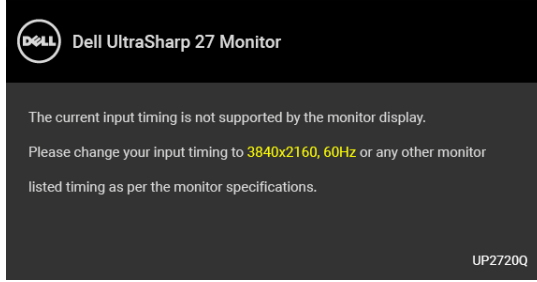 DELL Dell UltraSharp 27 Monitor
The current input timing is not supported by the monitor display.
Please change your input timing to 3840x2160, 60Hz or any other monitor
listed timing as per the monitor specifications.
UP2720Q